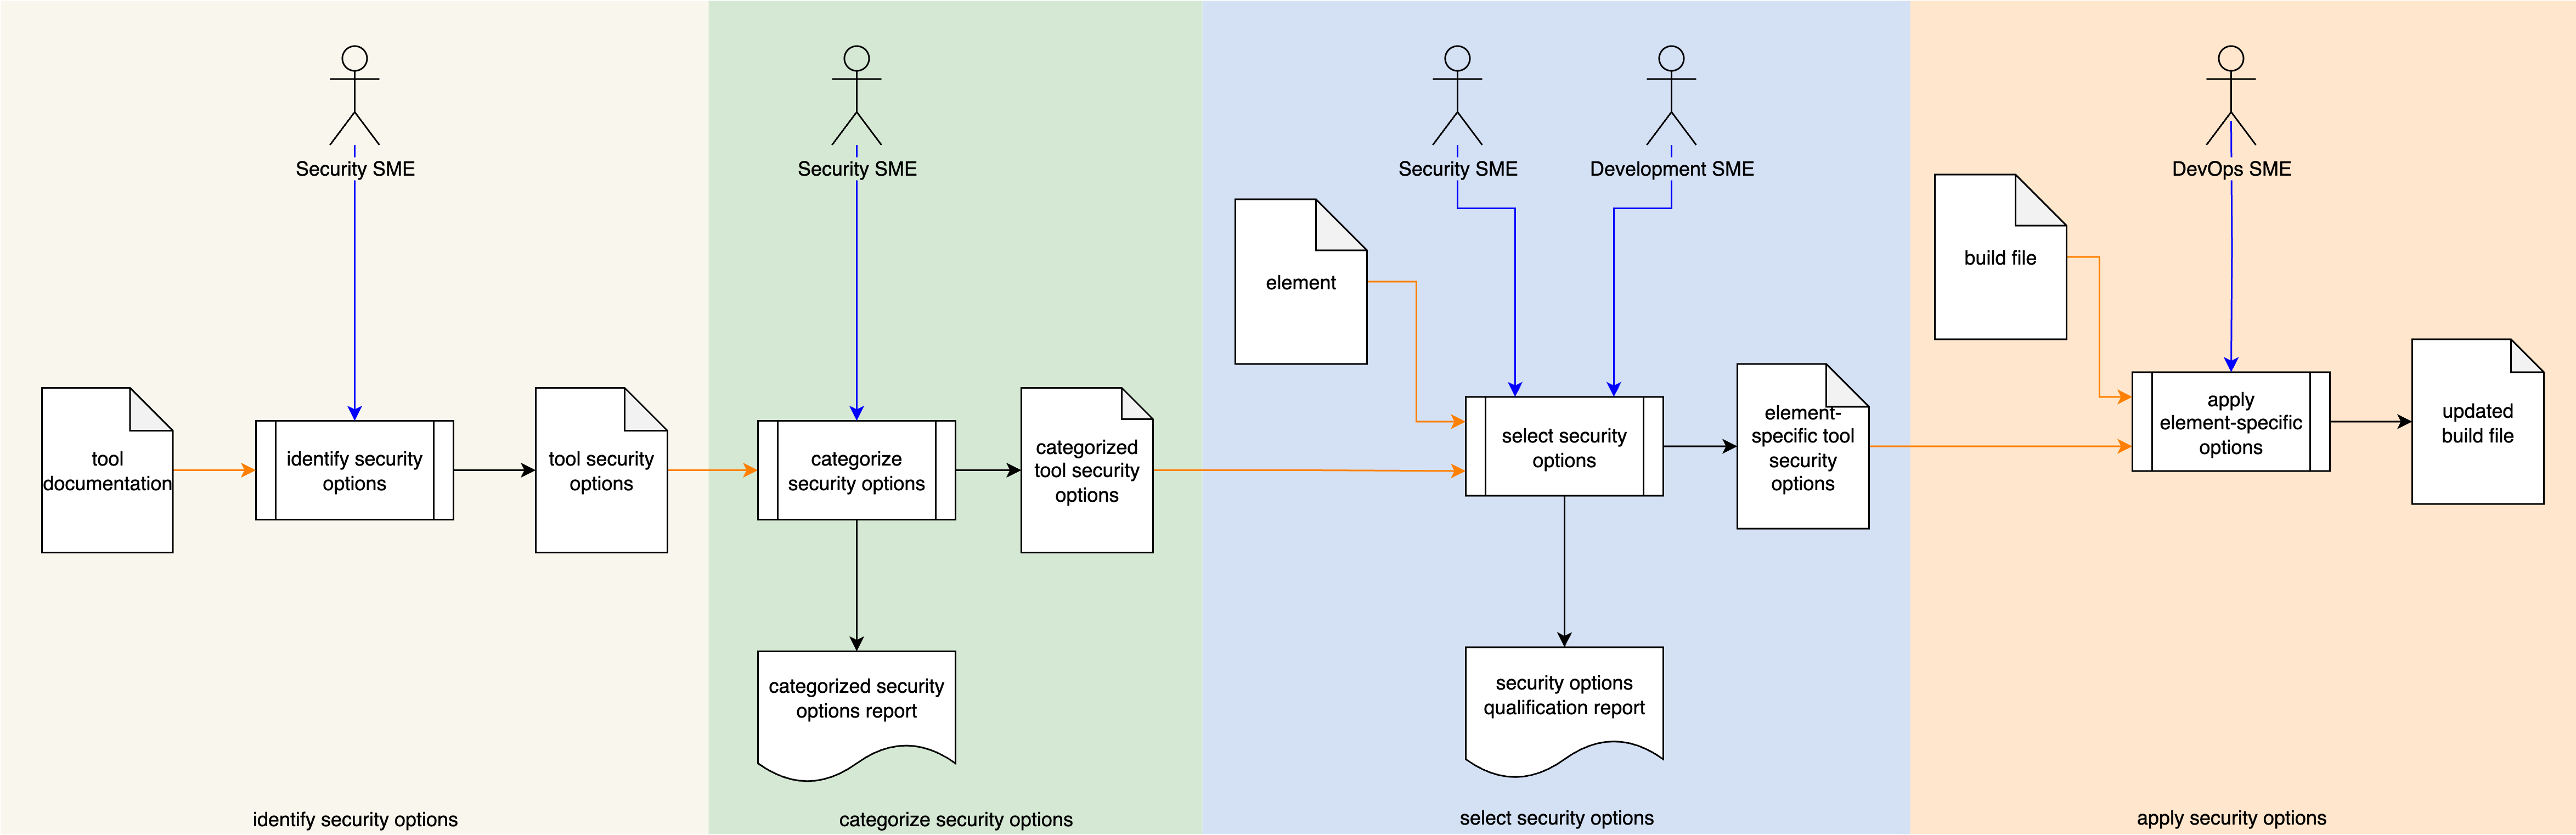 Security SME
tool
documentation
identify security
options
tool security
options
identify security options
Security SME
categorize
security options
categorized
tool security
options
categorized security
options report
categorize security options
Security SME
Development SME
element
select security
options
element-
specific tool
security
options
security options
qualification report
select security options
DevOps SME
build file
apply
element-specific
options
updated
build file
apply security options